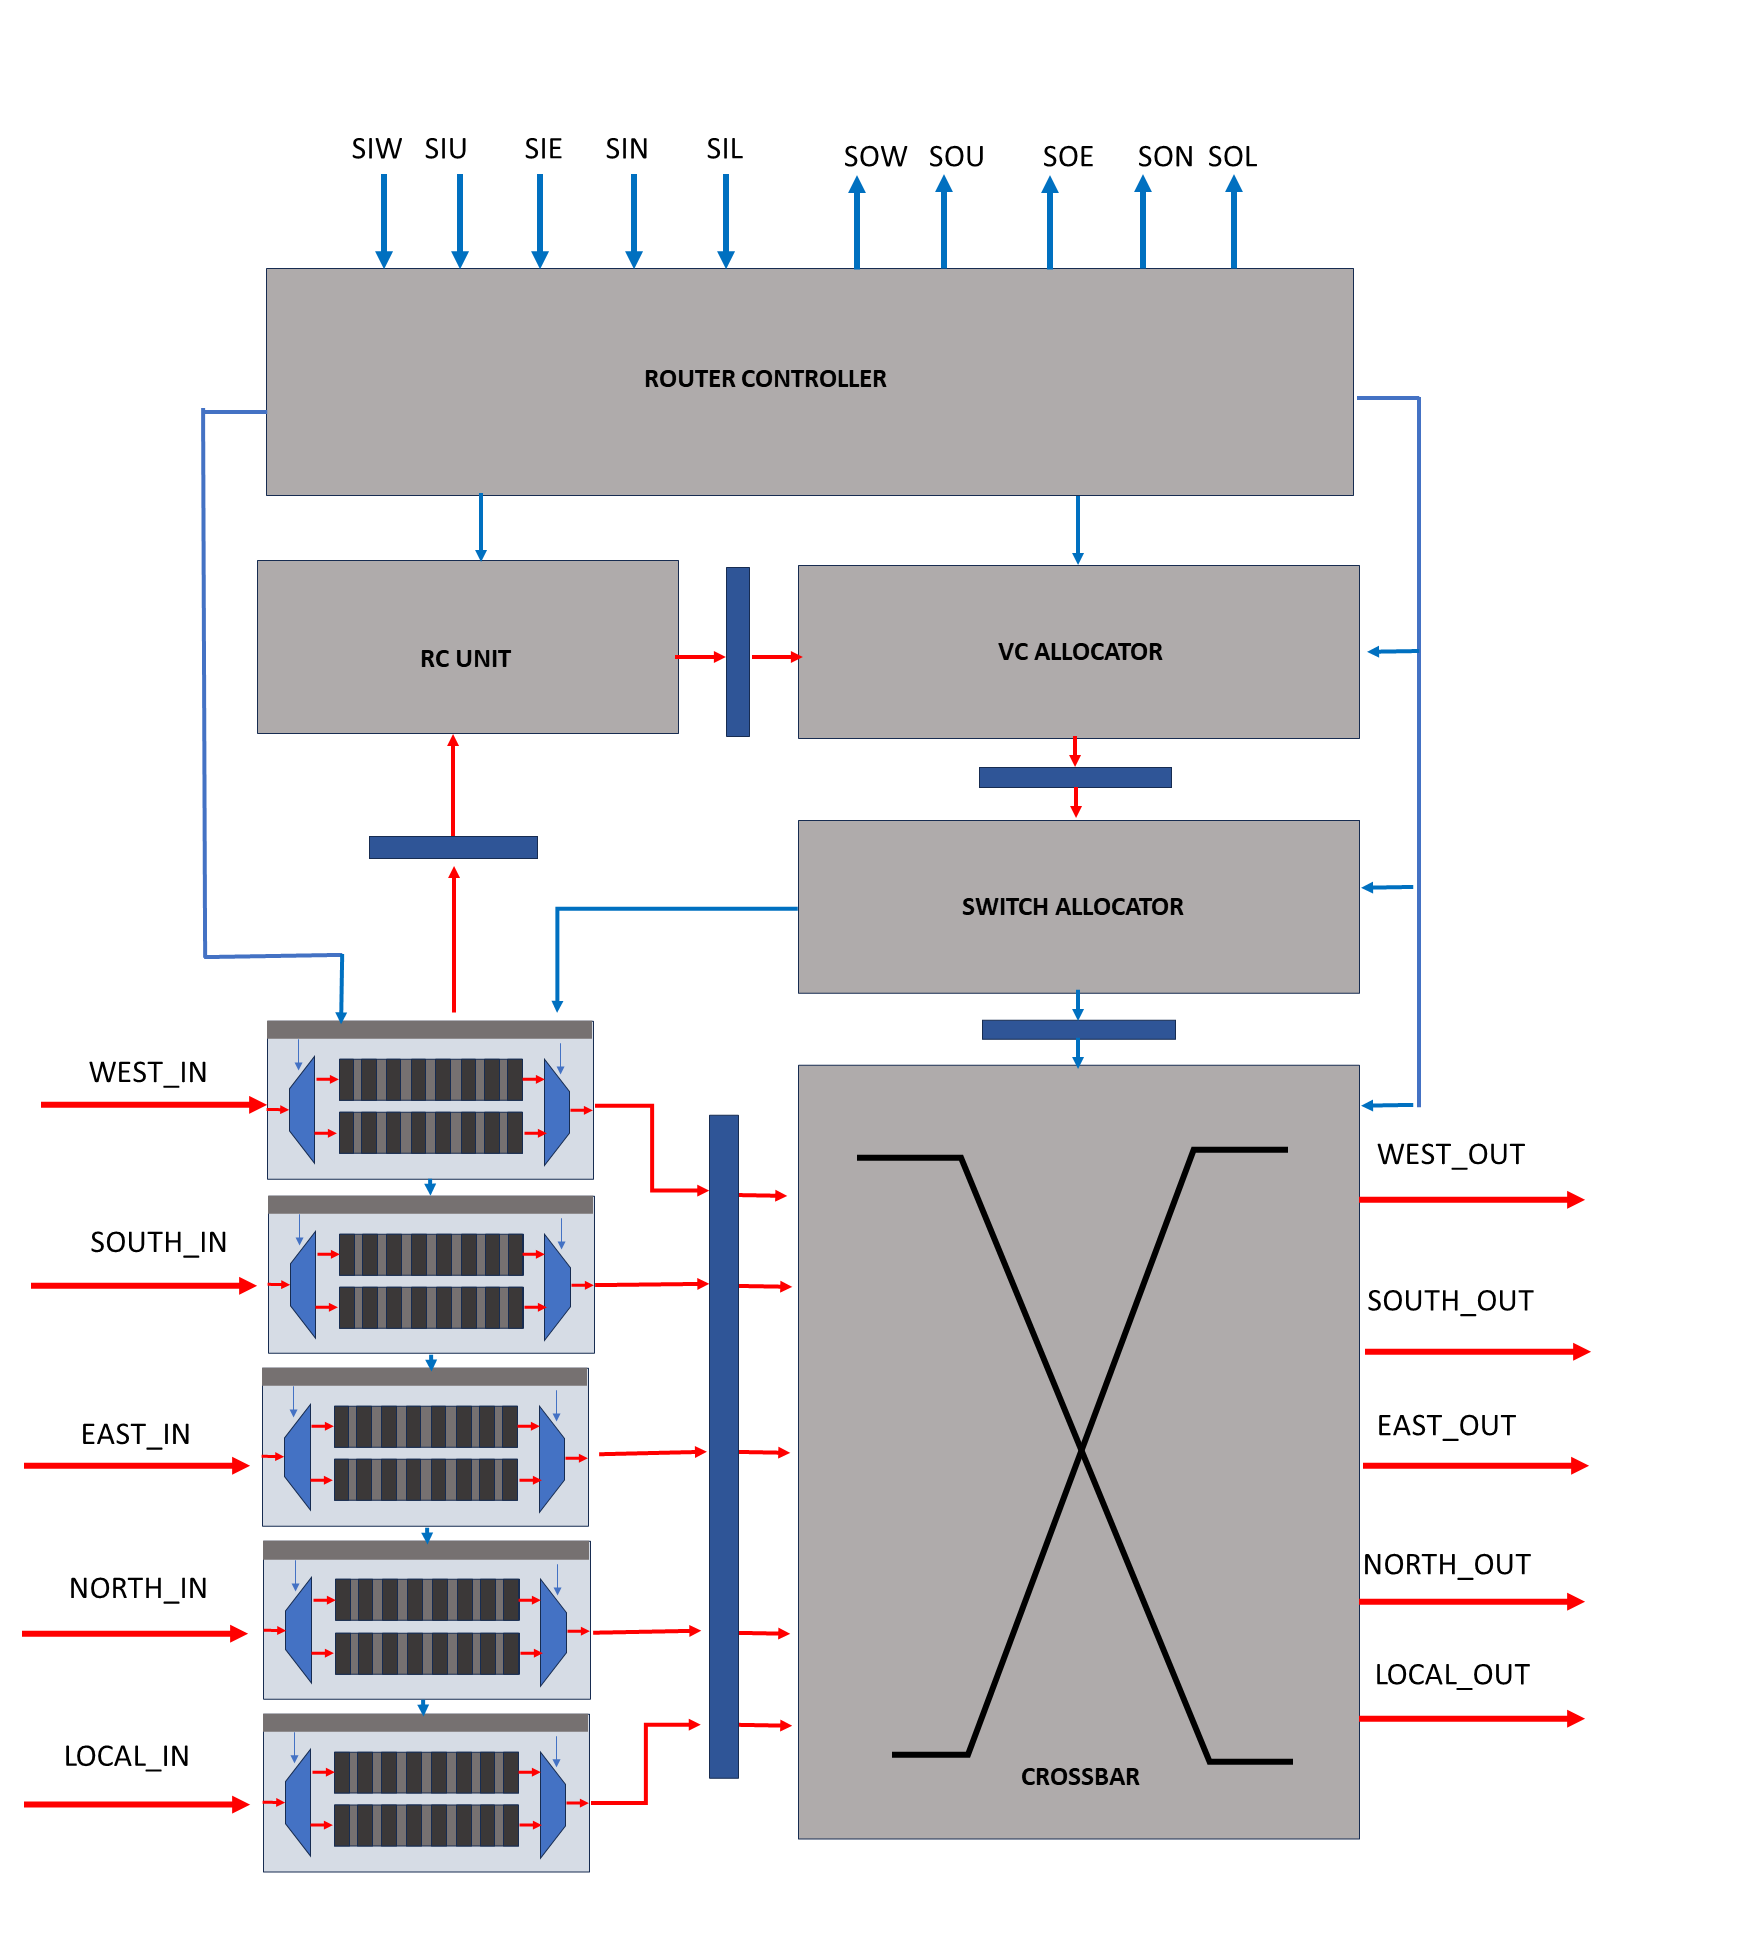 SIW SIU SIE SIN SIL
SOW SOU SOE SON SOL
ROUTER CONTROLLER
RC UNIT
VC ALLOCATOR
SWITCH ALLOCATOR
WEST_IN
SOUTH_IN
EAST_IN
NORTH_IN
LOCAL_IN
WEST_OUT
SOUTH_OUT
EAST_OUT
NORTH_OUT
LOCAL_OUT
CROSSBAR